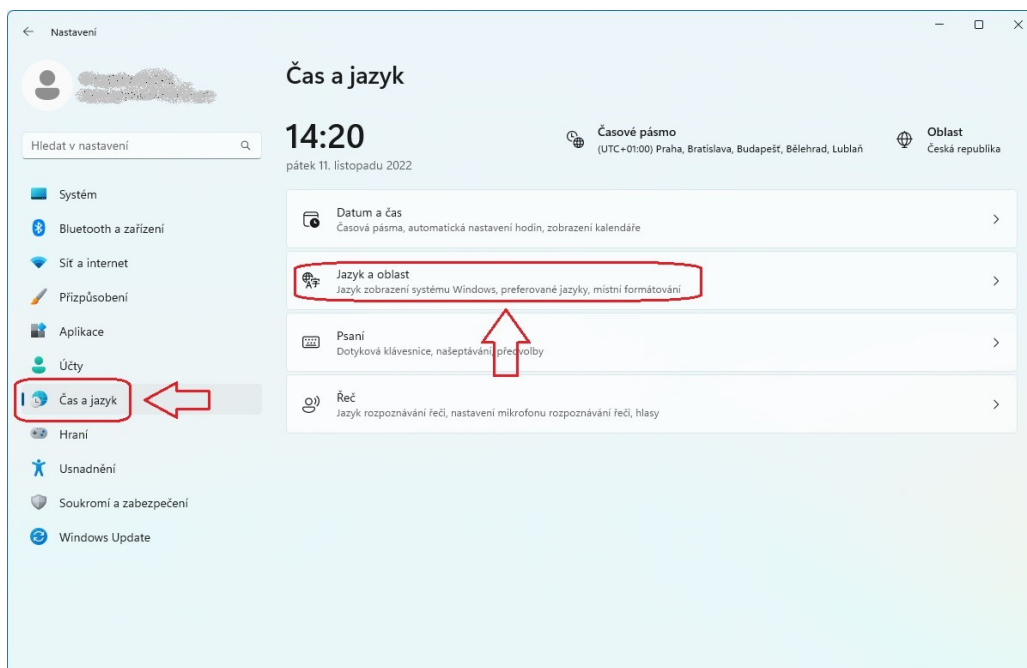 Nastavení
Hledat v nastavení
Systém
Bluetooth a zařízení
Síť a internet
Přizpůsobení
Aplikace
Účty
Čas a jazyk
Hraní
Usnadnění
Soukromí a zabezpečení
Windows Update
Čas a jazyk
14:20
pátek 11. listopadu 2022
Časové pásmo
(UTC+01:00) Praha, Bratislava, Budapešť, Bělehrad, Lublaň
Oblast
Česká republika
Datum a čas
Časová pásma, automatická nastavení hodin, zobrazení kalendáře
Jazyk a oblast
Jazyk zobrazení systému Windows, preferované jazyky, místní formátování
Psaní
Dotyková klávesnice, našeptávání, předvolby
Řeč
Jazyk rozpoznávání řeči, nastavení mikrofonu rozpoznávání řeči, hlasy